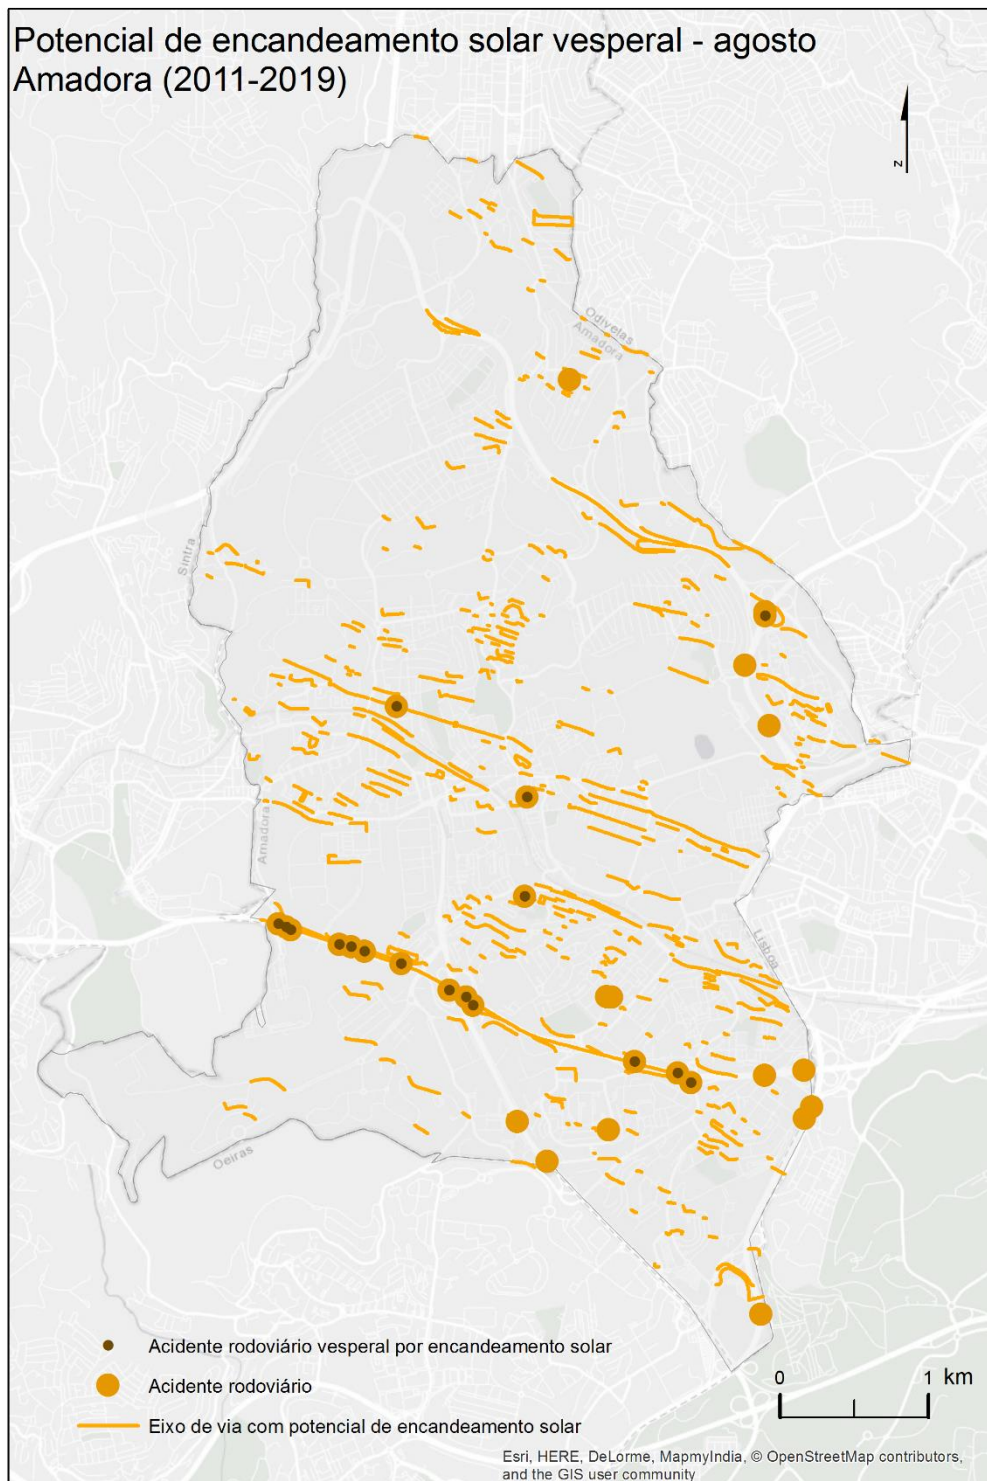 Potencial de encandeamento solar vesperal - agosto
Amadora (2011-2019)
z
Odivelas
Amadora
Sintra
Amadora
Lisboa
Oeiras
Acidente rodoviário vesperal por encandeamento solar
Acidente rodoviário
Eixo de via com potencial de encandeamento solar
0 1 km
Esri, HERE, DeLorme, MapmyIndia, © OpenStreetMap contributors,
and the GIS user community